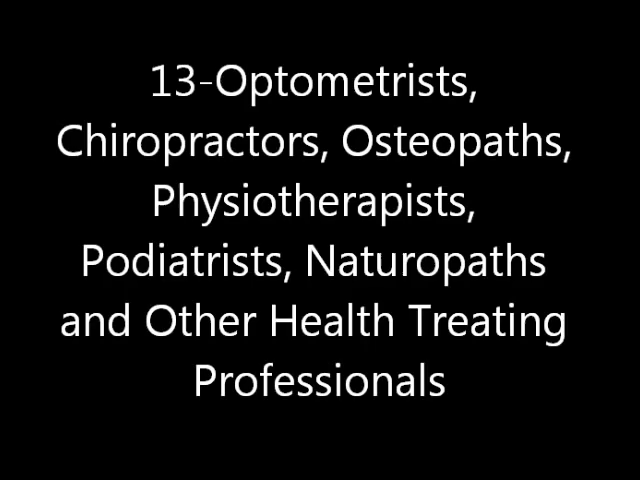 13-Optometrists,
Chiropractors, Osteopaths,
Physiotherapists,
Podiatrists, Naturopaths
and Other Health Treating
Professionals